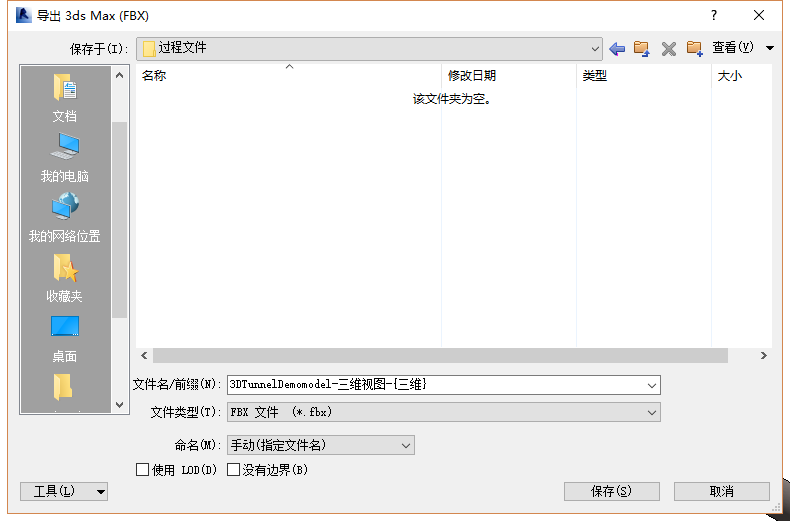 导出 3ds Max (FBX)
?
保存于(I):
过程文件
查看(V)
名称
修改日期
类型
大小
该文件夹为空。
文档
我的电脑
我的网络位置
收藏夹
桌面
文件名/前缀(N):
3DTunnelDemomodel-三维视图-{三维}
文件类型(T):
FBX 文件 (*.fbx)
命名(M):
手动(指定文件名)
使用 LOD(D)
没有边界(B)
工具(L)
保存(S)
取消